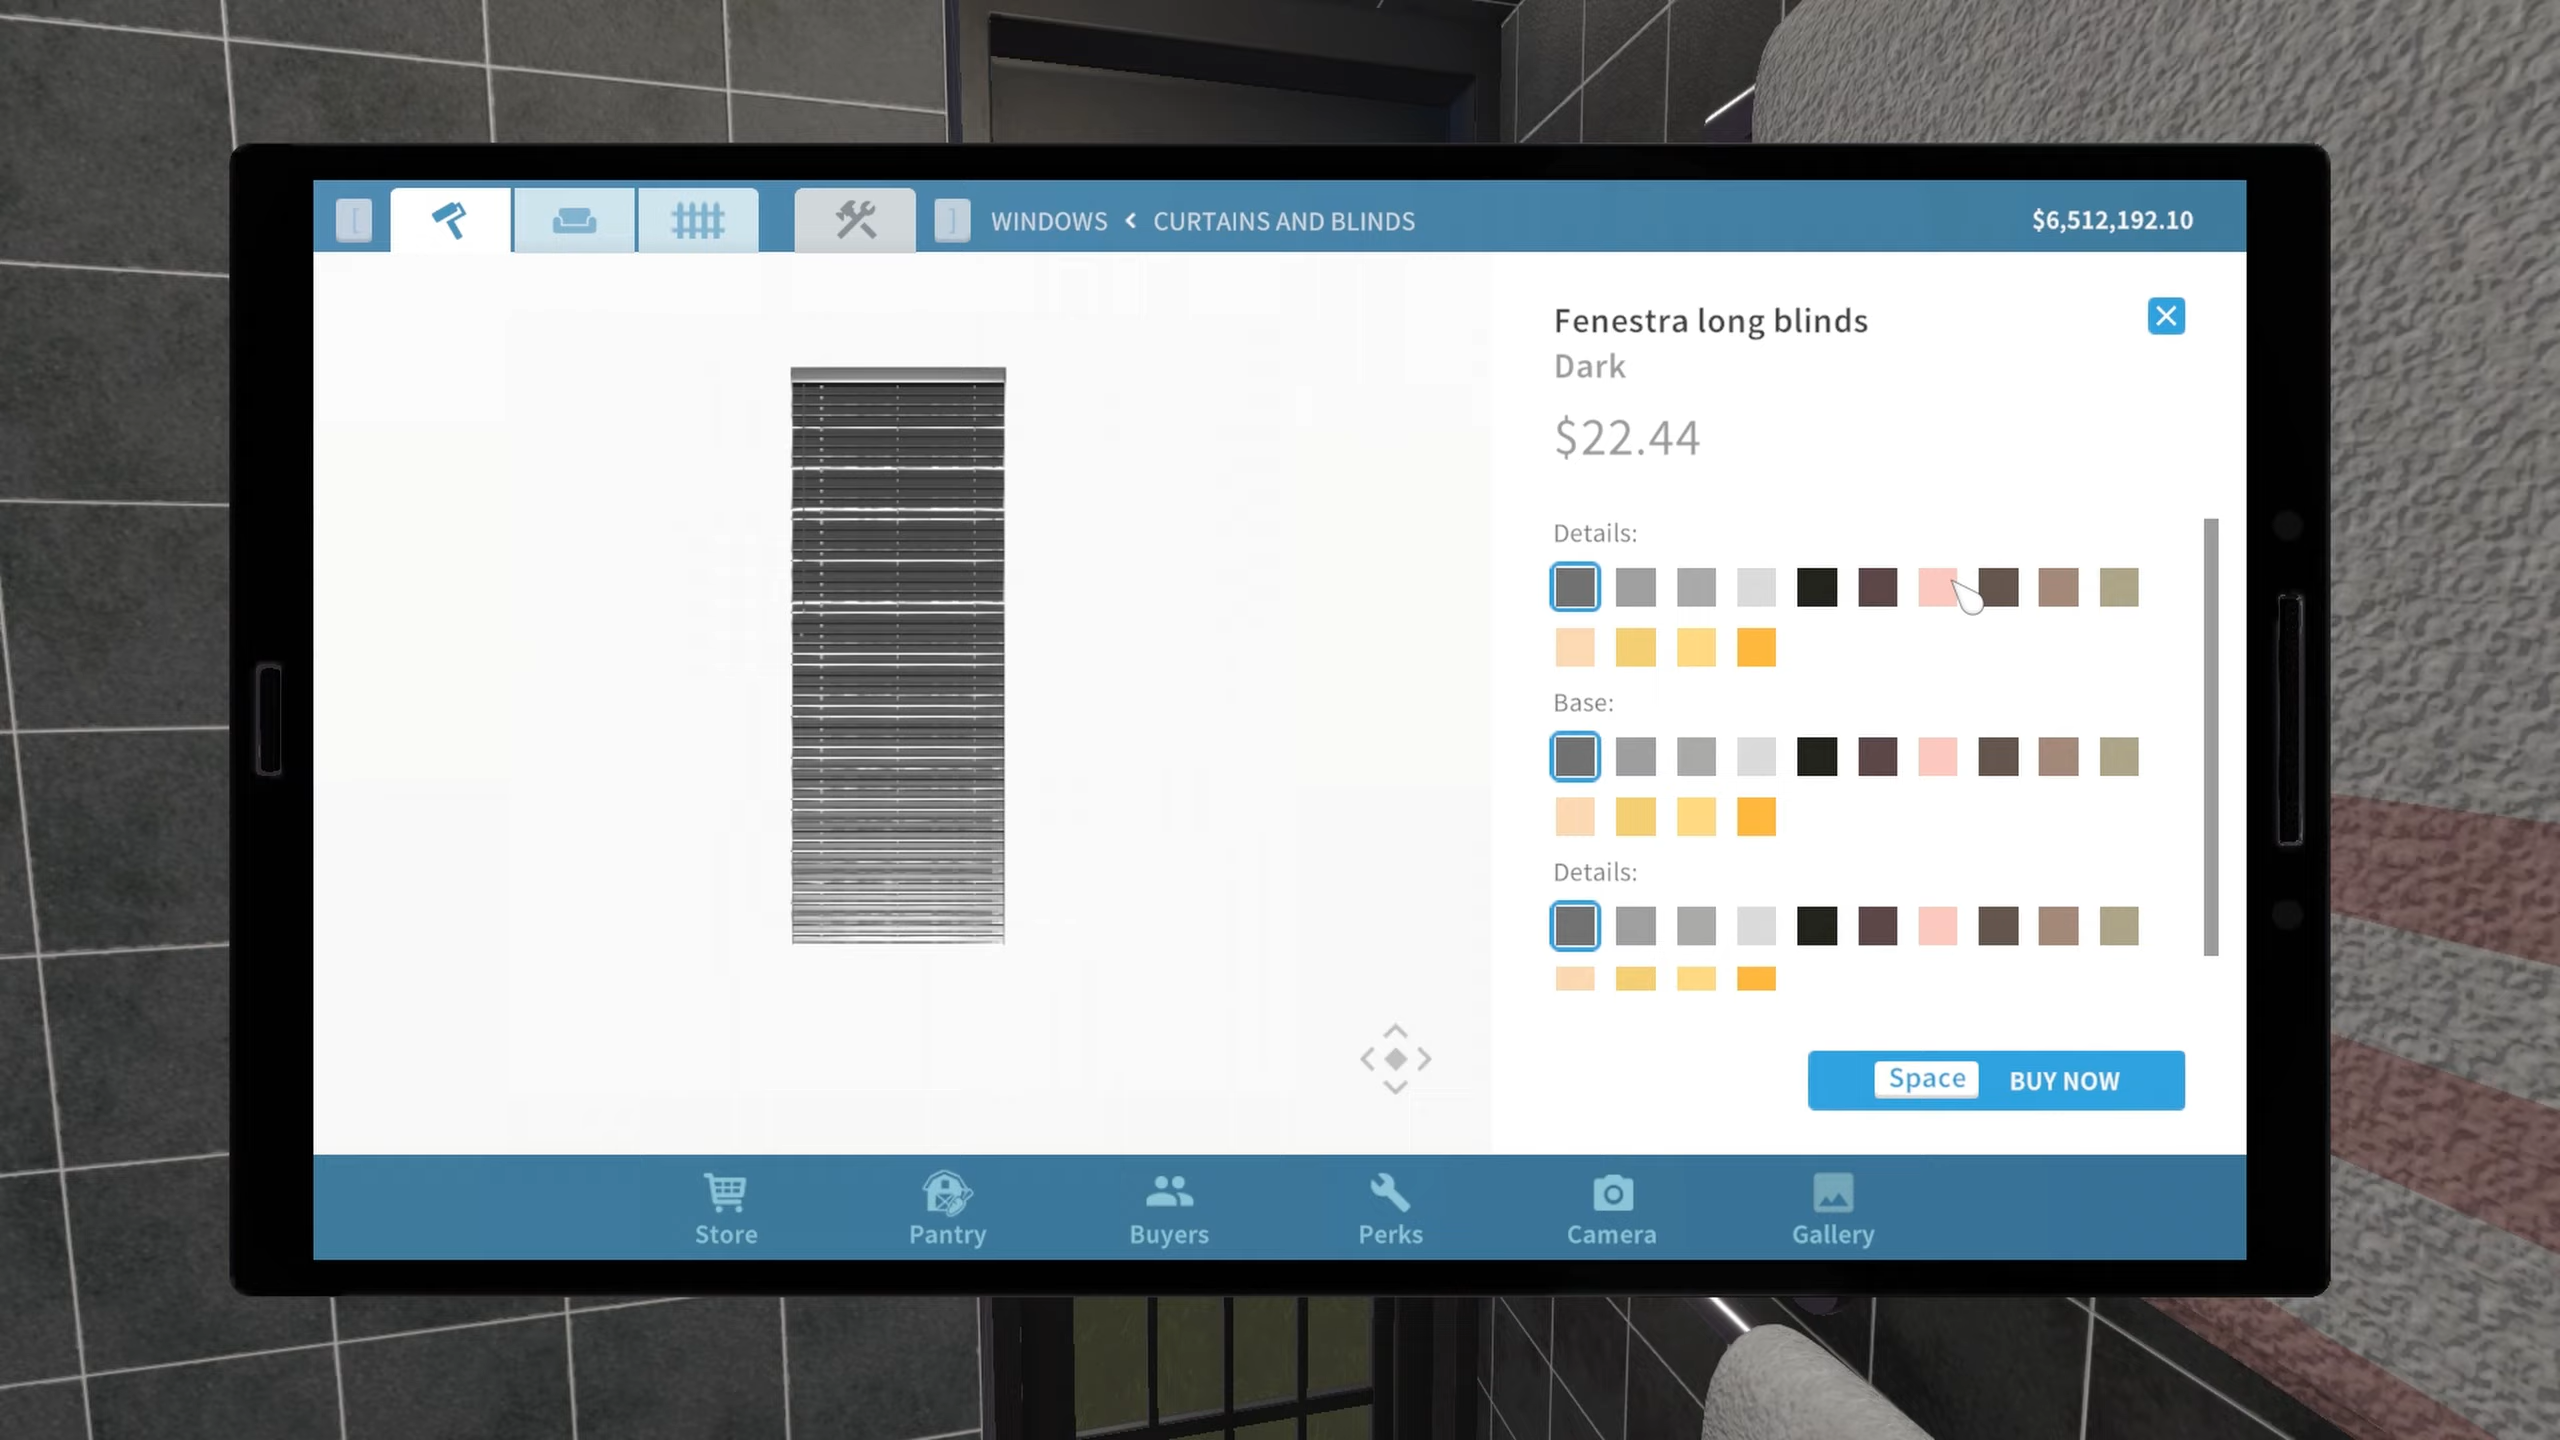 [
]
WINDOWS < CURTAINS AND BLINDS
$6,512,192.10
Fenestra long blinds
Dark
$22.44
Details:
Base:
Details:
Space BUY NOW
Store
Pantry
Buyers
Perks
Camera
Gallery